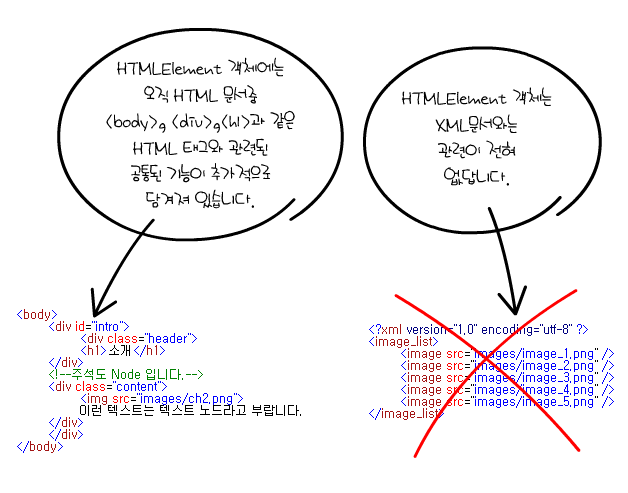 HTMLElement 객체에는
오직 HTML 문서중
<body>, <div>,<h1>과 같은
HTML 태그와 관련된
공통된 기능이 추가적으로
담겨져 있습니다.
HTMLElement 객체는
XML문서와는
관련이 전혀
없답니다.
<body>
<div id="intro">
<div class="header">
<h1>소개</h1>
</div>
<!--주석도 Node 입니다.-->
<div class="content">
<img src="images/ch2.png">
이런 텍스트는 텍스트 노드라고 부랍니다.
</div>
</div>
</body>
<?xml version="1.0" encoding="utf-8" ?>
<image_list>
<image src="images/image_1.png" />
<image src="images/image_2.png" />
<image src="images/image_3.png" />
<image src="images/image_4.png" />
<image src="images/image_5.png" />
</image_list>